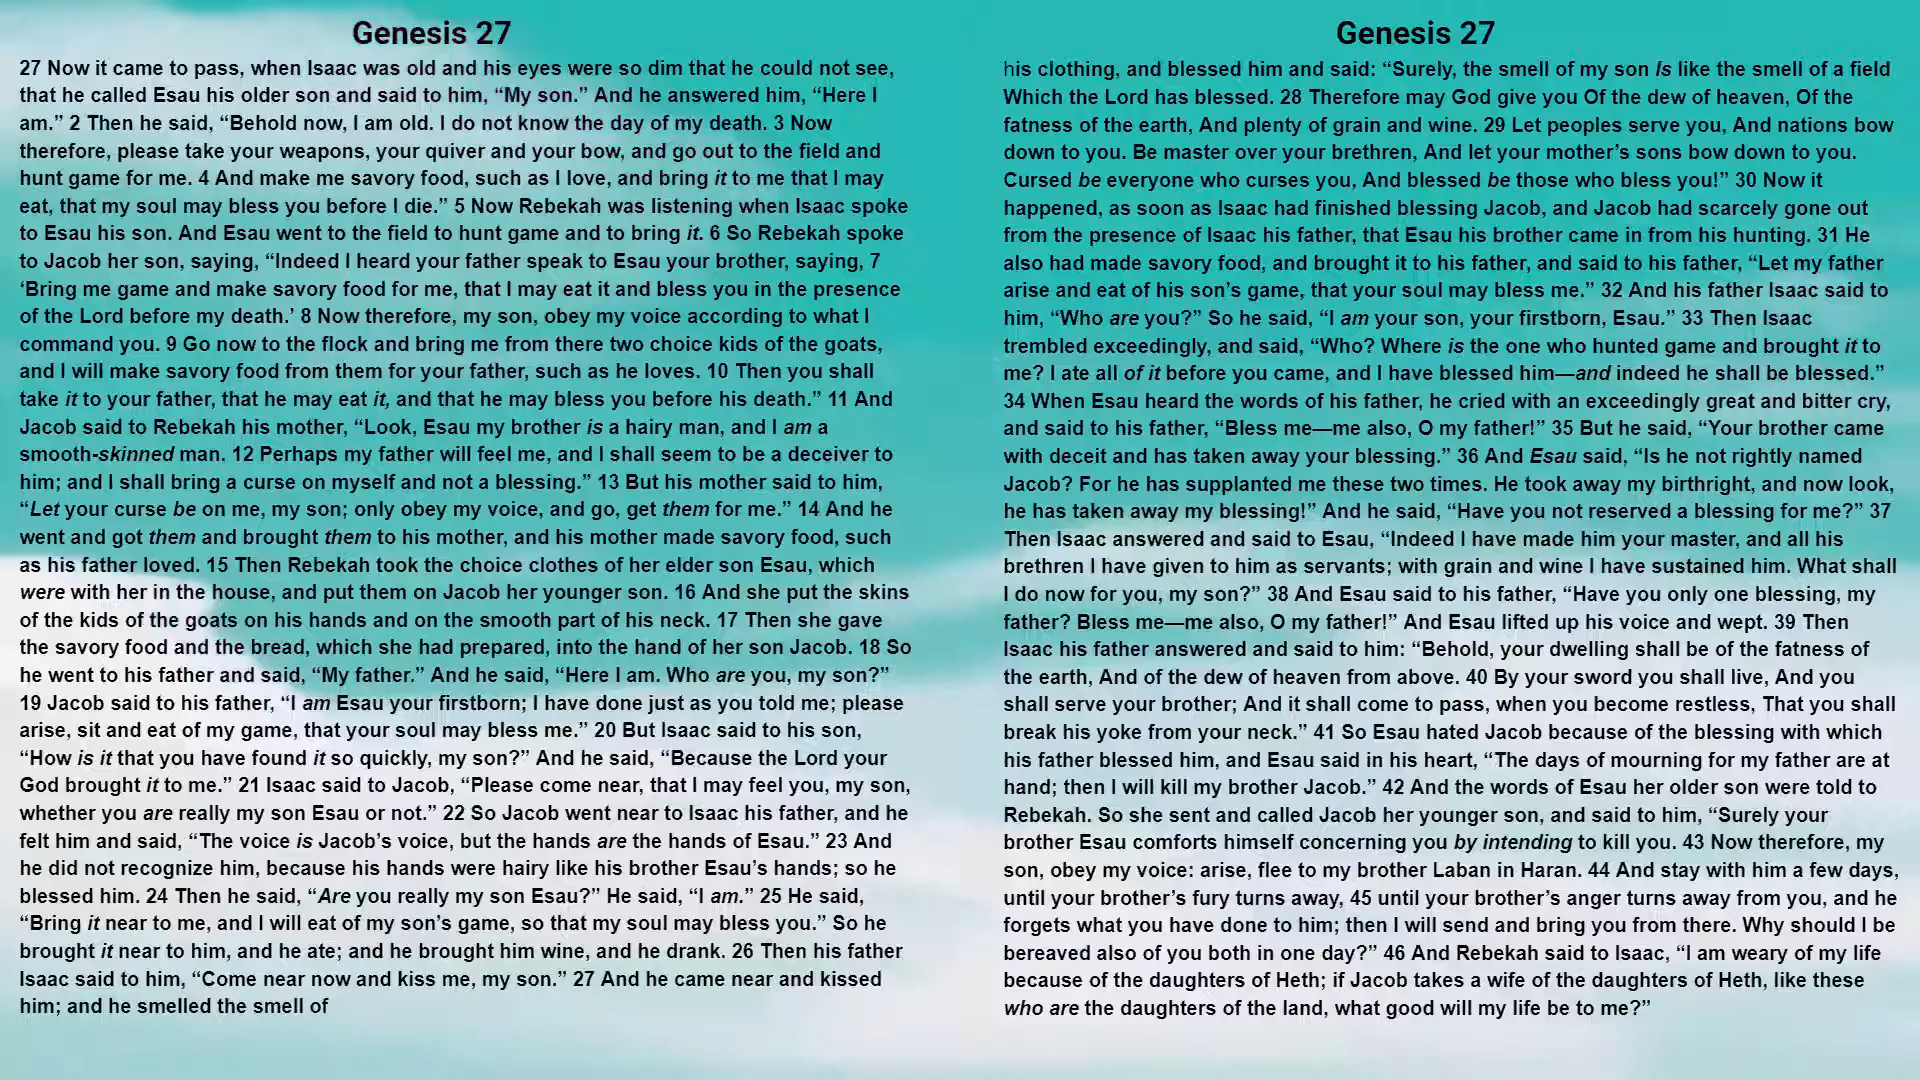 Genesis 27
27 Now it came to pass, when Isaac was old and his eyes were so dim that he could not see,
that he called Esau his older son and said to him, “My son.” And he answered him, “Here I
am.” 2 Then he said, “Behold now, I am old. I do not know the day of my death. 3 Now
therefore, please take your weapons, your quiver and your bow, and go out to the field and
hunt game for me. 4 And make me savory food, such as I love, and bring it to me that I may
eat, that my soul may bless you before I die.” 5 Now Rebekah was listening when Isaac spoke
to Esau his son. And Esau went to the field to hunt game and to bring it. 6 So Rebekah spoke
to Jacob her son, saying, “Indeed I heard your father speak to Esau your brother, saying, 7
‘Bring me game and make savory food for me, that I may eat it and bless you in the presence
of the Lord before my death.’ 8 Now therefore, my son, obey my voice according to what I
command you. 9 Go now to the flock and bring me from there two choice kids of the goats,
and I will make savory food from them for your father, such as he loves. 10 Then you shall
take it to your father, that he may eat it, and that he may bless you before his death.” 11 And
Jacob said to Rebekah his mother, “Look, Esau my brother is a hairy man, and I am a
smooth-skinned man. 12 Perhaps my father will feel me, and I shall seem to be a deceiver to
him; and I shall bring a curse on myself and not a blessing.” 13 But his mother said to him,
“Let your curse be on me, my son; only obey my voice, and go, get them for me.” 14 And he
went and got them and brought them to his mother, and his mother made savory food, such
as his father loved. 15 Then Rebekah took the choice clothes of her elder son Esau, which
were with her in the house, and put them on Jacob her younger son. 16 And she put the skins
of the kids of the goats on his hands and on the smooth part of his neck. 17 Then she gave
the savory food and the bread, which she had prepared, into the hand of her son Jacob. 18 So
he went to his father and said, “My father.” And he said, “Here I am. Who are you, my son?”
19 Jacob said to his father, “I am Esau your firstborn; I have done just as you told me; please
arise, sit and eat of my game, that your soul may bless me.” 20 But Isaac said to his son,
“How is it that you have found it so quickly, my son?” And he said, “Because the Lord your
God brought it to me.” 21 Isaac said to Jacob, “Please come near, that I may feel you, my son,
whether you are really my son Esau or not.” 22 So Jacob went near to Isaac his father, and he
felt him and said, “The voice is Jacob’s voice, but the hands are the hands of Esau.” 23 And
he did not recognize him, because his hands were hairy like his brother Esau’s hands; so he
blessed him. 24 Then he said, “Are you really my son Esau?” He said, “I am.” 25 He said,
“Bring it near to me, and I will eat of my son’s game, so that my soul may bless you.” So he
brought it near to him, and he ate; and he brought him wine, and he drank. 26 Then his father
Isaac said to him, “Come near now and kiss me, my son.” 27 And he came near and kissed
him; and he smelled the smell of
Genesis 27
his clothing, and blessed him and said: “Surely, the smell of my son Is like the smell of a field
Which the Lord has blessed. 28 Therefore may God give you Of the dew of heaven, Of the
fatness of the earth, And plenty of grain and wine. 29 Let peoples serve you, And nations bow
down to you. Be master over your brethren, And let your mother’s sons bow down to you.
Cursed be everyone who curses you, And blessed be those who bless you!” 30 Now it
happened, as soon as Isaac had finished blessing Jacob, and Jacob had scarcely gone out
from the presence of Isaac his father, that Esau his brother came in from his hunting. 31 He
also had made savory food, and brought it to his father, and said to his father, “Let my father
arise and eat of his son’s game, that your soul may bless me.” 32 And his father Isaac said to
him, “Who are you?” So he said, “I am your son, your firstborn, Esau.” 33 Then Isaac
trembled exceedingly, and said, “Who? Where is the one who hunted game and brought it to
me? I ate all of it before you came, and I have blessed him—and indeed he shall be blessed.”
34 When Esau heard the words of his father, he cried with an exceedingly great and bitter cry,
and said to his father, “Bless me—me also, O my father!” 35 But he said, “Your brother came
with deceit and has taken away your blessing.” 36 And Esau said, “Is he not rightly named
Jacob? For he has supplanted me these two times. He took away my birthright, and now look,
he has taken away my blessing!” And he said, “Have you not reserved a blessing for me?” 37
Then Isaac answered and said to Esau, “Indeed I have made him your master, and all his
brethren I have given to him as servants; with grain and wine I have sustained him. What shall
I do now for you, my son?” 38 And Esau said to his father, “Have you only one blessing, my
father? Bless me—me also, O my father!” And Esau lifted up his voice and wept. 39 Then
Isaac his father answered and said to him: “Behold, your dwelling shall be of the fatness of
the earth, And of the dew of heaven from above. 40 By your sword you shall live, And you
shall serve your brother; And it shall come to pass, when you become restless, That you shall
break his yoke from your neck.” 41 So Esau hated Jacob because of the blessing with which
his father blessed him, and Esau said in his heart, “The days of mourning for my father are at
hand; then I will kill my brother Jacob.” 42 And the words of Esau her older son were told to
Rebekah. So she sent and called Jacob her younger son, and said to him, “Surely your
brother Esau comforts himself concerning you by intending to kill you. 43 Now therefore, my
son, obey my voice: arise, flee to my brother Laban in Haran. 44 And stay with him a few days,
until your brother’s fury turns away, 45 until your brother’s anger turns away from you, and he
forgets what you have done to him; then I will send and bring you from there. Why should I be
bereaved also of you both in one day?” 46 And Rebekah said to Isaac, “I am weary of my life
because of the daughters of Heth; if Jacob takes a wife of the daughters of Heth, like these
who are the daughters of the land, what good will my life be to me?”